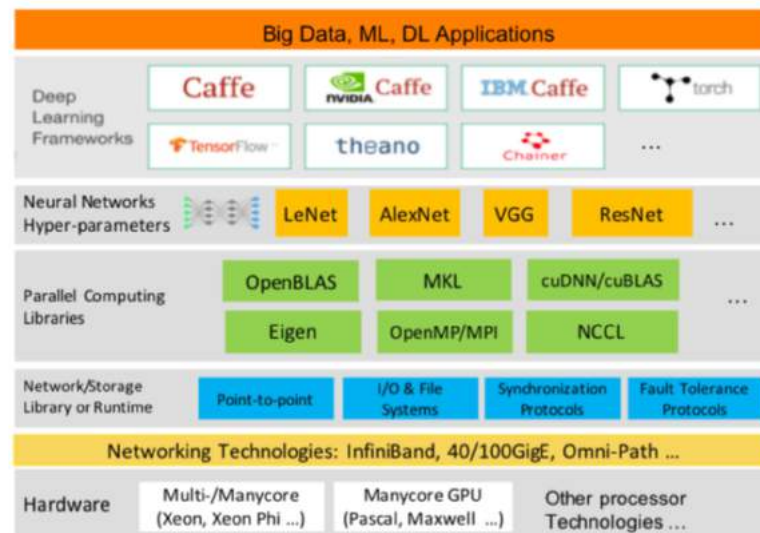 Big Data, ML, DL Applications
Deep
Learning
Frameworks
Caffe
NVIDIA Caffe
IBM Caffe
torch
TensorFlow
theano
Chainer
...
Neural Networks
Hyper-parameters
LeNet
AlexNet
VGG
ResNet
...
Parallel Computing
Libraries
OpenBLAS
MKL
cuDNN/cuBLAS
...
Eigen
OpenMP/MPI
NCCL
Network/Storage
Library or Runtime
Point-to-point
I/O & File
Systems
Synchronization
Protocols
Fault Tolerance
Protocols
Networking Technologies: InfiniBand, 40/100GigE, Omni-Path ...
Hardware
Multi-/Manycore
(Xeon, Xeon Phi ...)
Manycore GPU
(Pascal, Maxwell ...)
Other processor
Technologies ...